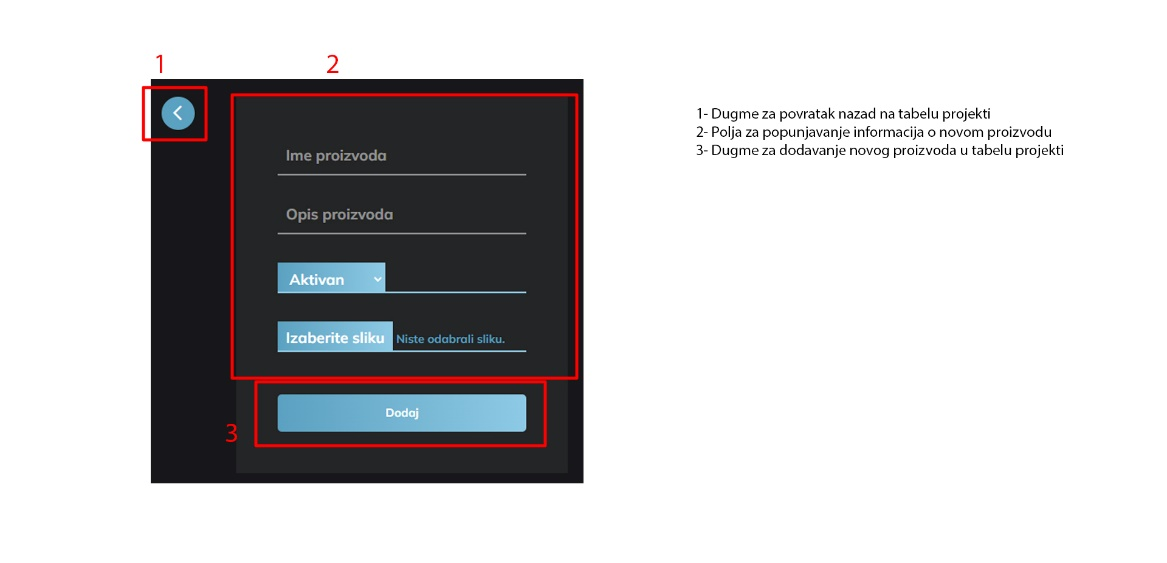 1
2
Ime proizvoda
Opis proizvoda
Aktivan
Izaberite sliku Niste odabrali sliku.
Dodaj
3
1- Dugme za povratak nazad na tabelu projekti
2- Polja za popunjavanje informacija o novom proizvodu
3- Dugme za dodavanje novog proizvoda u tabelu projekti